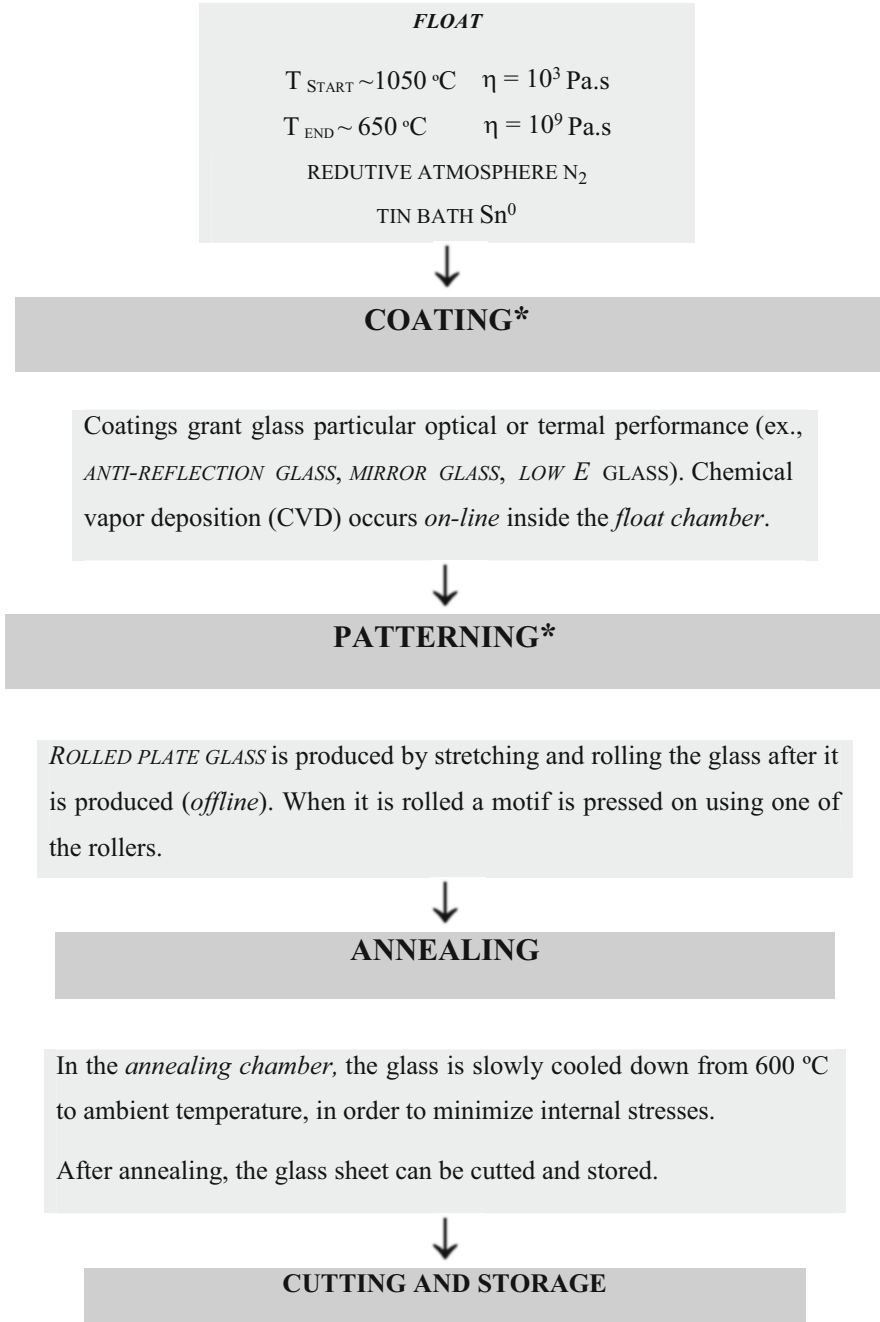 FLOAT
T START ~1050 ºC η = 10³ Pa.s
T END ~ 650 ºC η = 10⁹ Pa.s
REDUTIVE ATMOSPHERE N₂
TIN BATH Sn⁰
↓
COATING*
Coatings grant glass particular optical or termal performance (ex.,
ANTI-REFLECTION GLASS, MIRROR GLASS, LOW E GLASS). Chemical
vapor deposition (CVD) occurs on-line inside the float chamber.
↓
PATTERNING*
ROLLED PLATE GLASS is produced by stretching and rolling the glass after it
is produced (offline). When it is rolled a motif is pressed on using one of
the rollers.
↓
ANNEALING
In the annealing chamber, the glass is slowly cooled down from 600 ºC
to ambient temperature, in order to minimize internal stresses.
After annealing, the glass sheet can be cutted and stored.
↓
CUTTING AND STORAGE